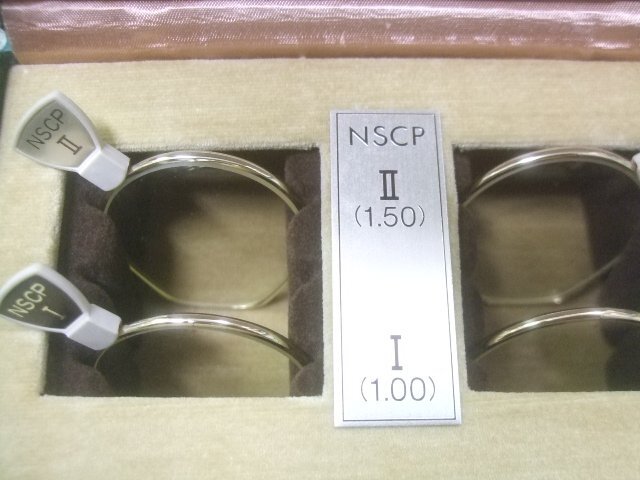 NSCP
II
NSCP
I
NSCP
II
(1.50)
I
(1.00)